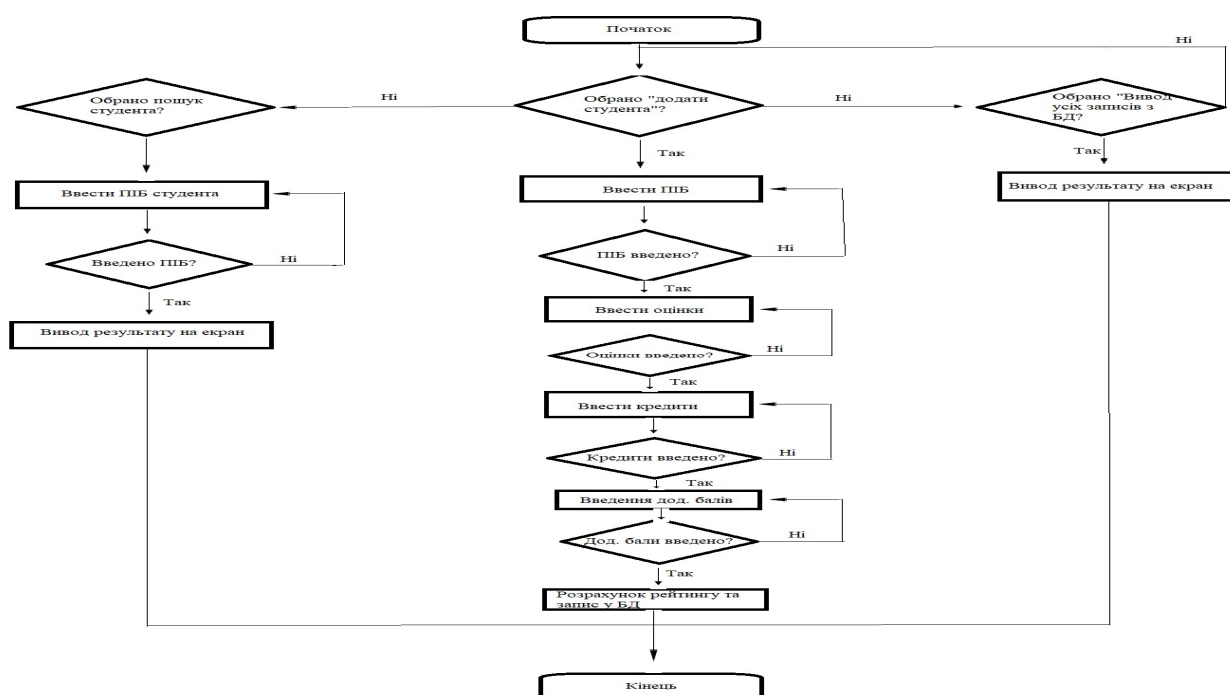 Початок
Ні
Обрано пошук
студента?
Ні
Обрано "додати
студента"?
Ні
Обрано "Вивод
усіх записів з
БД?
Так
Так
Ввести ПІБ студента
Ввести ПІБ
Вивод результату на екран
Введено ПІБ?
Ні
ПІБ введено?
Ні
Так
Так
Вивод результату на екран
Ввести оцінки
Оцінки введено?
Ні
Так
Ввести кредити
Кредити введено?
Ні
Так
Введення дод. балів
Дод. бали введено?
Ні
Так
Розрахунок рейтингу та
запис у БД
Кінець